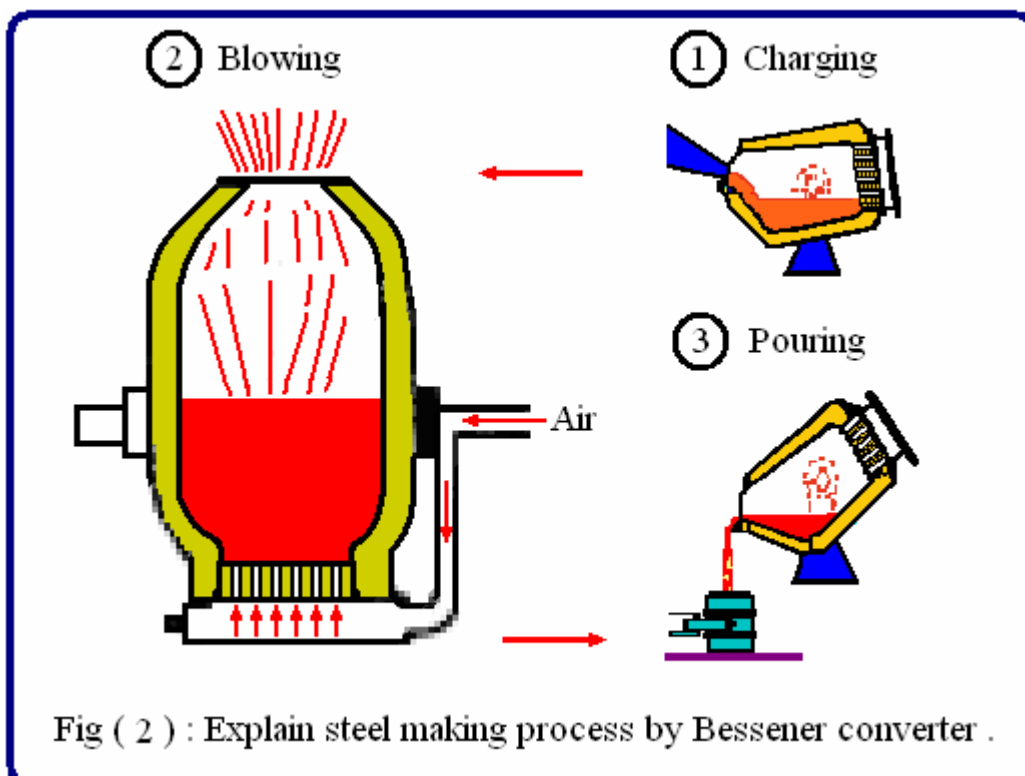 2 Blowing
1 Charging
3 Pouring
Air
Fig ( 2 ) : Explain steel making process by Bessener converter .